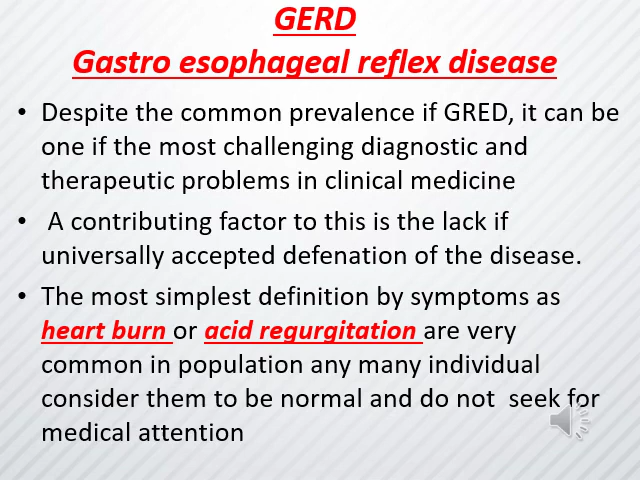 GERD
Gastro esophageal reflex disease
• Despite the common prevalence if GRED, it can be
one if the most challenging diagnostic and
therapeutic problems in clinical medicine
• A contributing factor to this is the lack if
universally accepted defenation of the disease.
• The most simplest definition by symptoms as
heart burn or acid regurgitation are very
common in population any many individual
consider them to be normal and do not seek for
medical attention